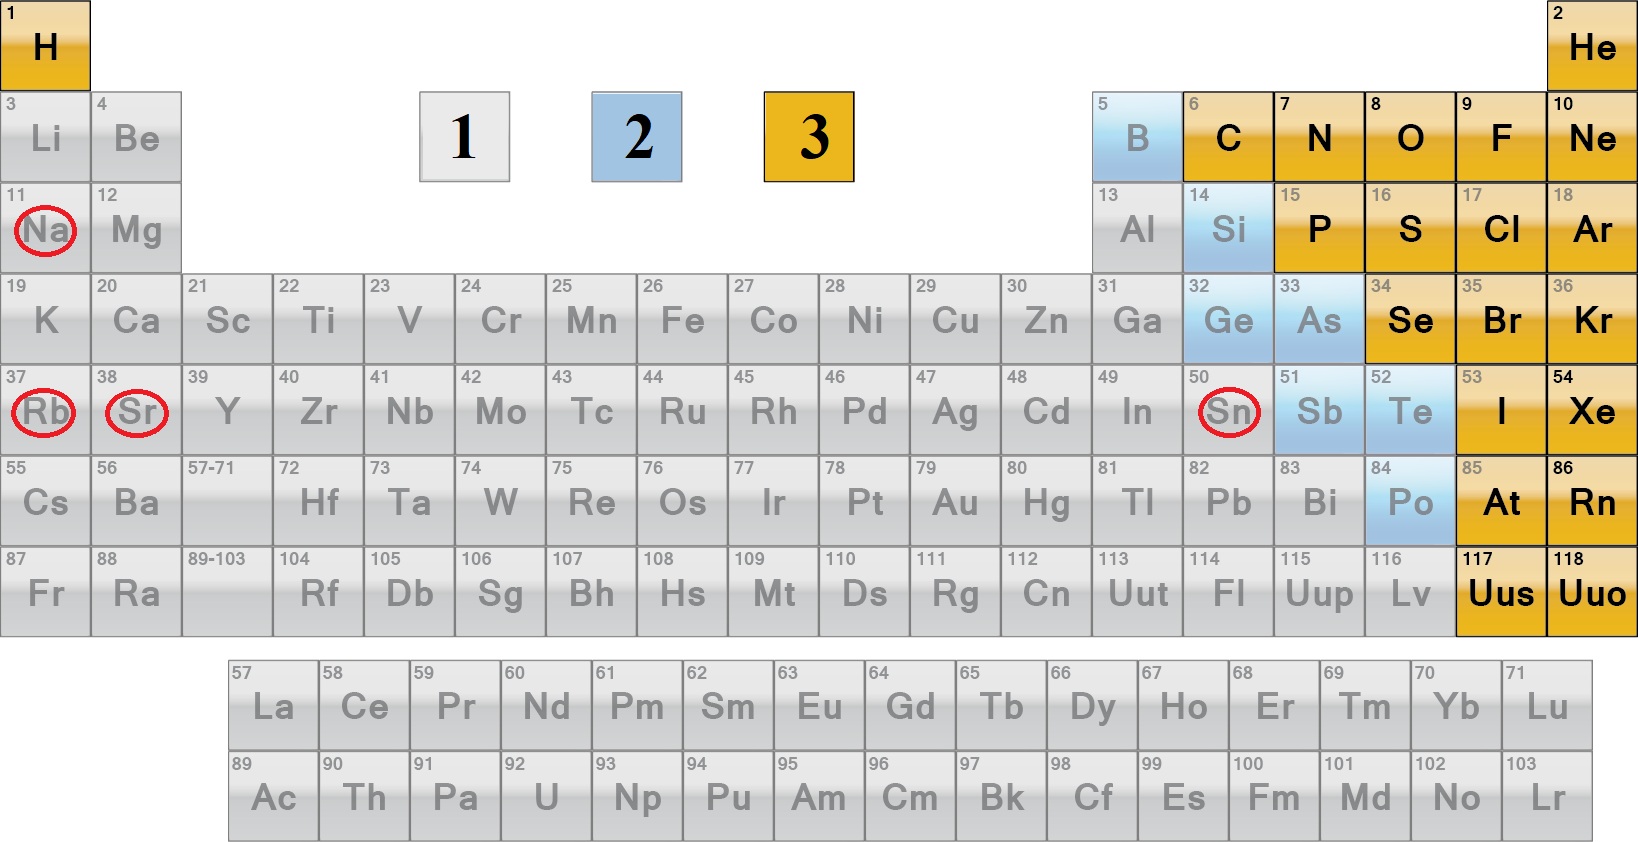 1 2
H He
3 4 5 6 7 8 9 10
Li Be 1 2 3 B C N O F Ne
11 12 13 14 15 16 17 18
Na Mg Al Si P S Cl Ar
19 20 21 22 23 24 25 26 27 28 29 30 31 32 33 34 35 36
K Ca Sc Ti V Cr Mn Fe Co Ni Cu Zn Ga Ge As Se Br Kr
37 38 39 40 41 42 43 44 45 46 47 48 49 50 51 52 53 54
Rb Sr Y Zr Nb Mo Tc Ru Rh Pd Ag Cd In Sn Sb Te I Xe
55 56 57-71 72 73 74 75 76 77 78 79 80 81 82 83 84 85 86
Cs Ba Hf Ta W Re Os Ir Pt Au Hg Tl Pb Bi Po At Rn
87 88 89-103 104 105 106 107 108 109 110 111 112 113 114 115 116 117 118
Fr Ra Rf Db Sg Bh Hs Mt Ds Rg Cn Uut Fl Uup Lv Uus Uuo
57 58 59 60 61 62 63 64 65 66 67 68 69 70 71
La Ce Pr Nd Pm Sm Eu Gd Tb Dy Ho Er Tm Yb Lu
89 90 91 92 93 94 95 96 97 98 99 100 101 102 103
Ac Th Pa U Np Pu Am Cm Bk Cf Es Fm Md No Lr